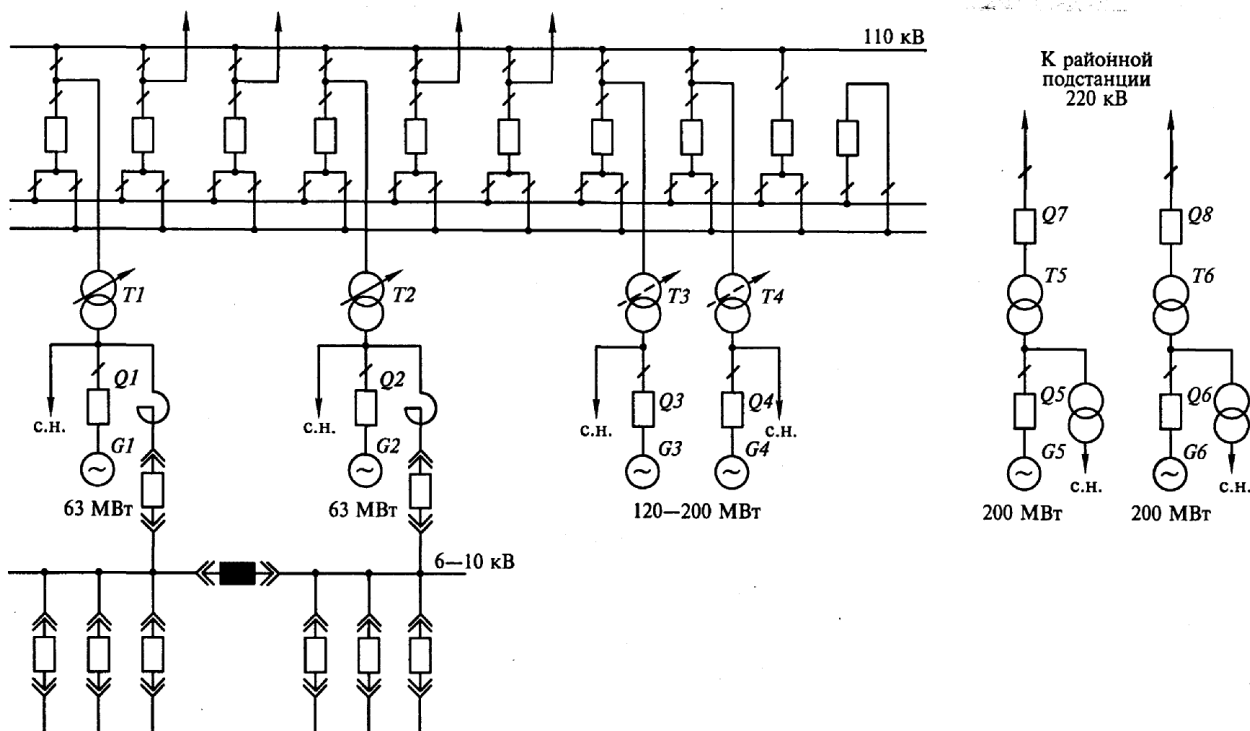 110 кВ
К районной
подстанции
220 кВ
T1
T2
T3
T4
Q7
Q8
T5
T6
Q1
Q2
Q3
Q4
Q5
Q6
с.н.
с.н.
с.н.
с.н.
G1
G2
G3
G4
G5
G6
с.н.
с.н.
63 МВт
63 МВт
120—200 МВт
200 МВт
200 МВт
6—10 кВ